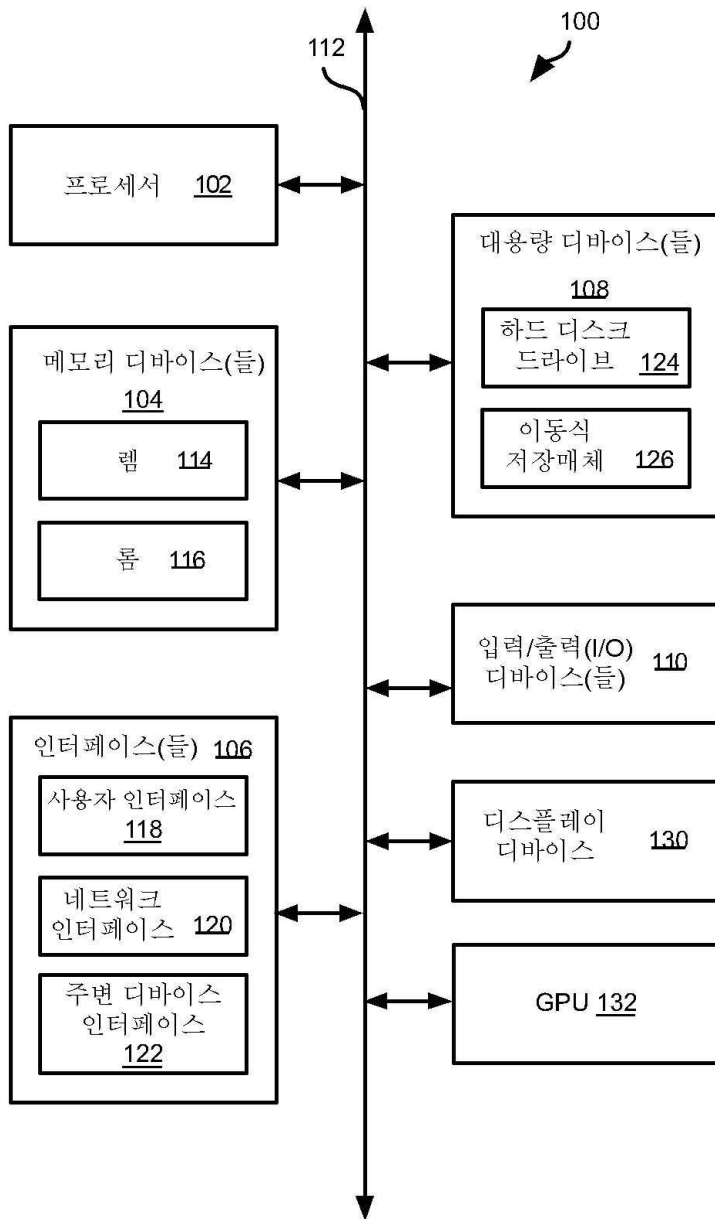 100
112
프로세서 102
대용량 디바이스(들)
108
하드 디스크
드라이브 124
이동식
저장매체 126
메모리 디바이스(들)
104
렘 114
롬 116
입력/출력(I/O)
디바이스(들) 110
인터페이스(들) 106
사용자 인터페이스
118
네트워크
인터페이스 120
주변 디바이스
인터페이스
122
디스플레이
디바이스 130
GPU 132